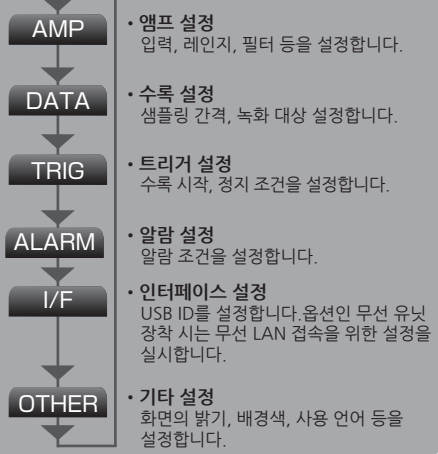 AMP
• 앰프 설정
입력, 레인지, 필터 등을 설정합니다.
DATA
• 수록 설정
샘플링 간격, 녹화 대상 설정합니다.
TRIG
• 트리거 설정
수록 시작, 정지 조건을 설정합니다.
ALARM
• 알람 설정
알람 조건을 설정합니다.
I/F
• 인터페이스 설정
USB ID를 설정합니다.옵션인 무선 유닛
장착 시는 무선 LAN 접속을 위한 설정을
실시합니다.
OTHER
• 기타 설정
화면의 밝기, 배경색, 사용 언어 등을
설정합니다.